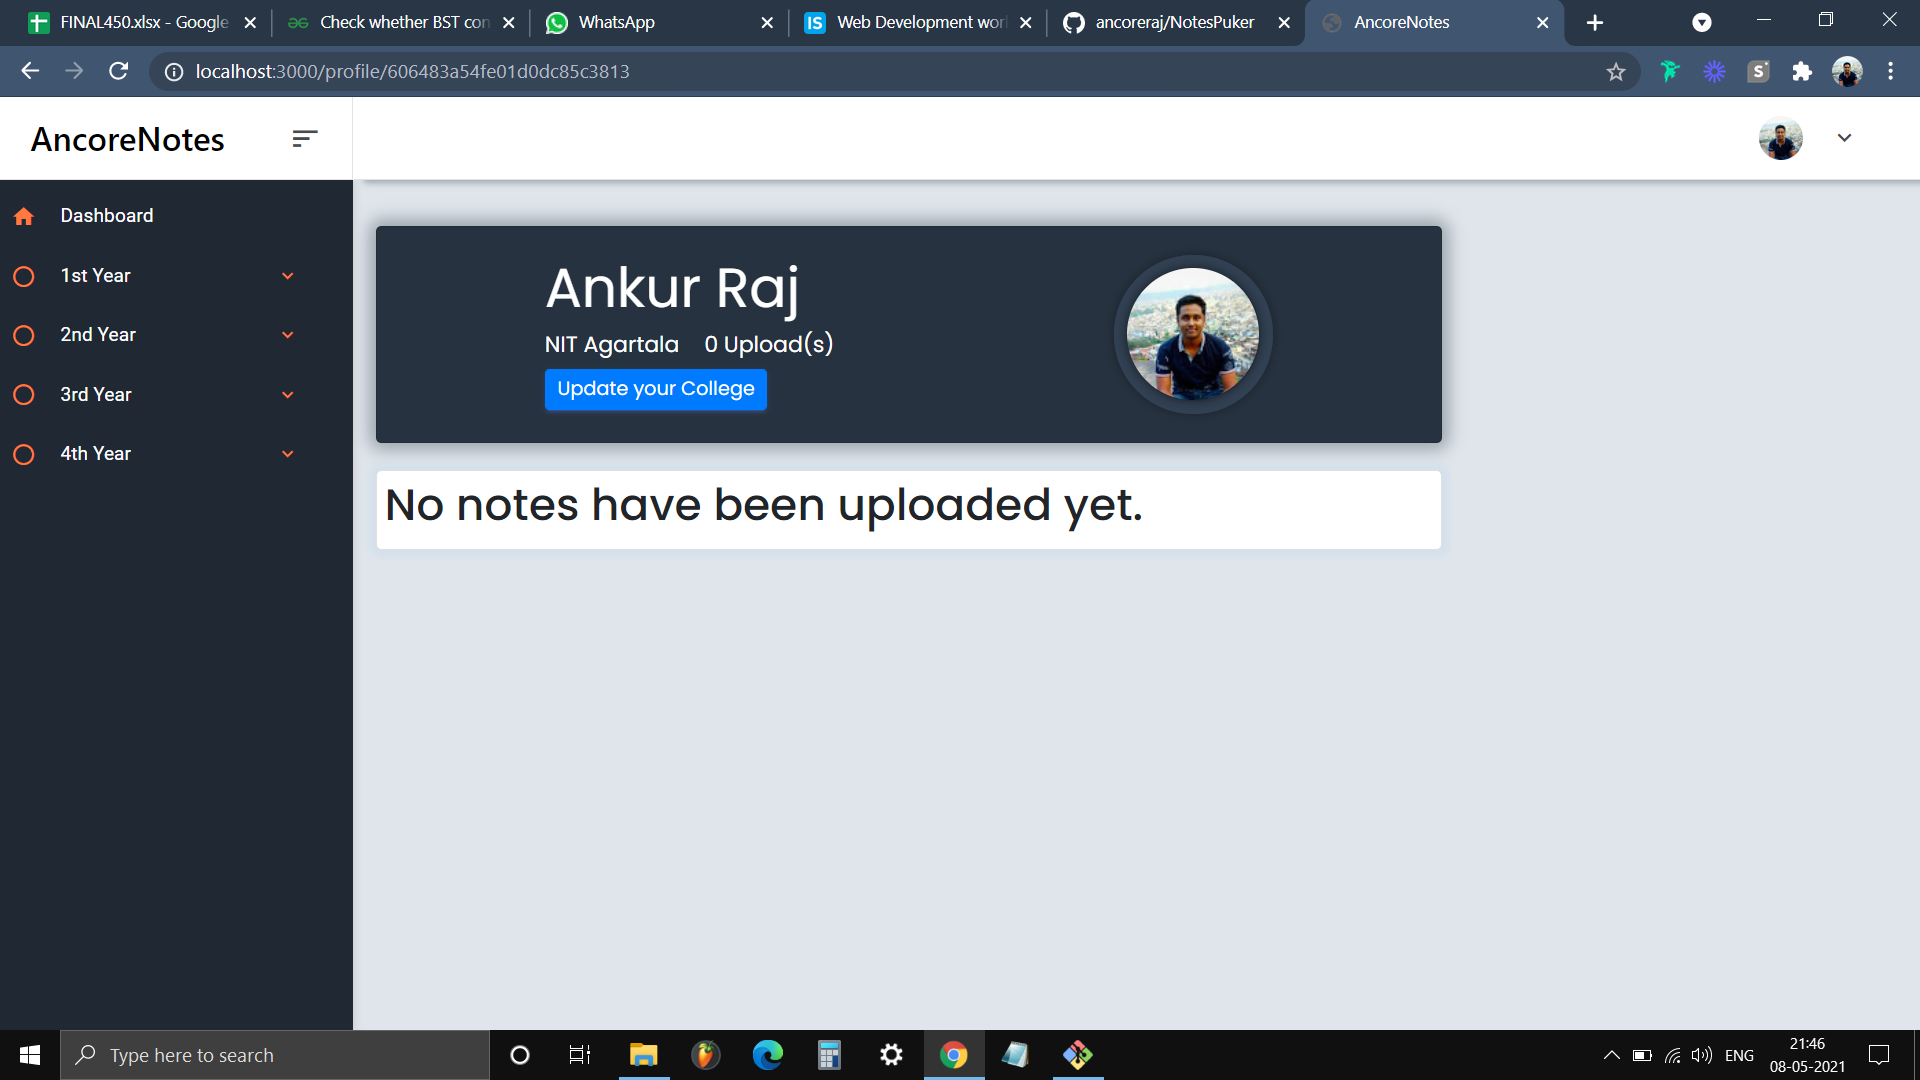 FINAL450.xlsx - Google
Check whether BST con
WhatsApp
IS
Web Development wor
ancoreraj/NotesPuker
AncoreNotes
localhost:3000/profile/606483a54fe01d0dc85c3813
S
AncoreNotes
Dashboard
1st Year
2nd Year
3rd Year
4th Year
Ankur Raj
NIT Agartala 0 Upload(s)
Update your College
No notes have been uploaded yet.
Type here to search
ENG
21:46
08-05-2021